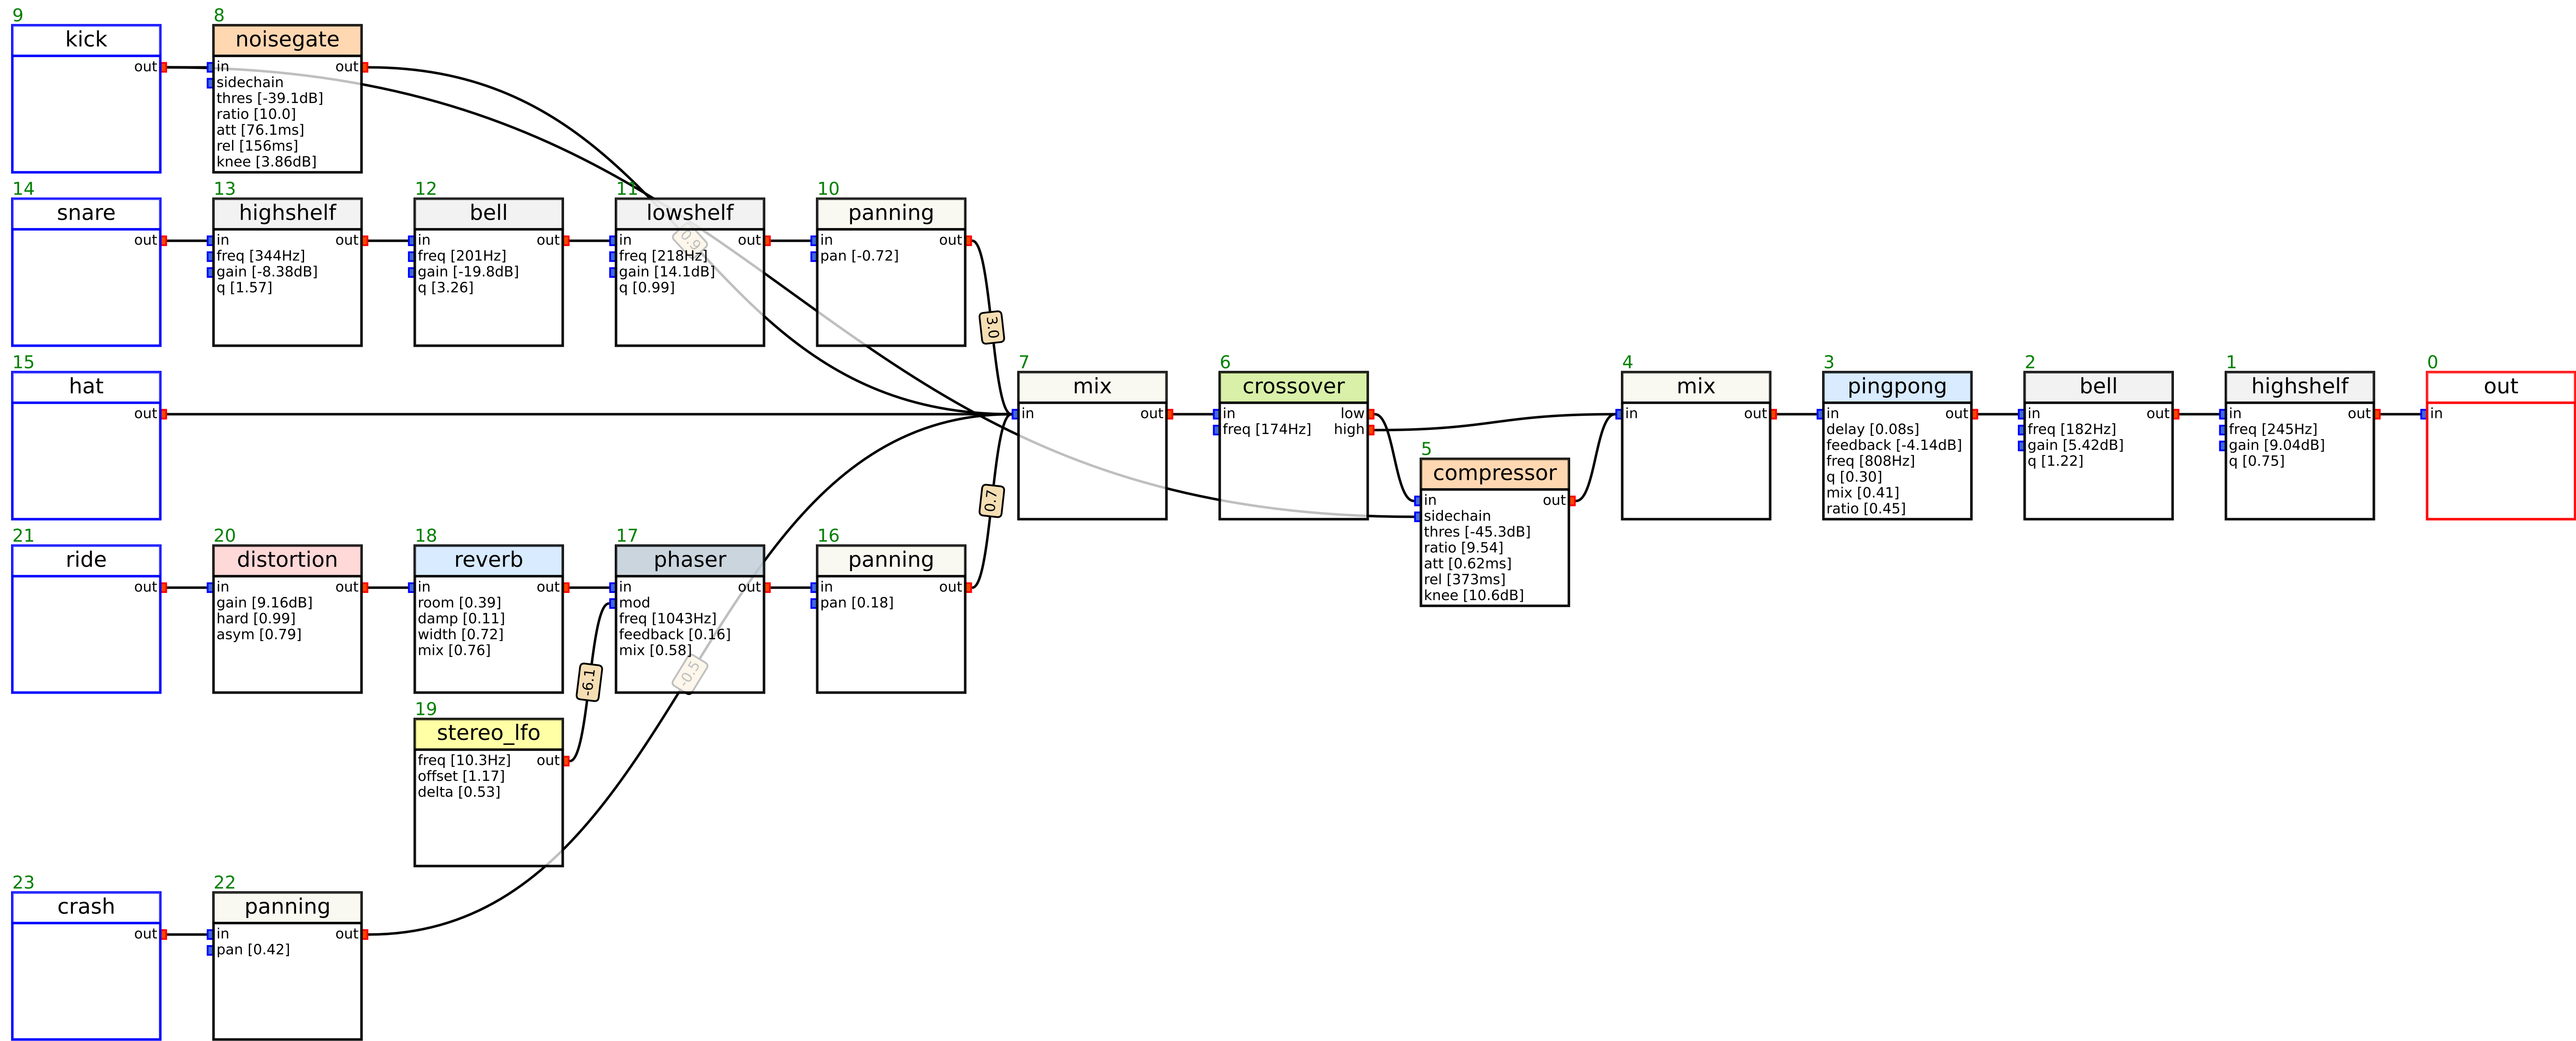 9
kick
out
8
noisegate
in out
sidechain
thres [-39.1dB]
ratio [10.0]
att [76.1ms]
rel [156ms]
knee [3.86dB]
14
snare
out
13
highshelf
in out
freq [344Hz]
gain [-8.38dB]
q [1.57]
12
bell
in out
freq [201Hz]
gain [-19.8dB]
q [3.26]
11
lowshelf
in out
freq [218Hz]
gain [14.1dB]
q [0.99]
0.9
10
panning
in out
pan [-0.72]
3.0
15
hat
out
7
mix
in out
6
crossover
in low
freq [174Hz] high
5
compressor
in out
sidechain
thres [-45.3dB]
ratio [9.54]
att [0.62ms]
rel [373ms]
knee [10.6dB]
4
mix
in out
3
pingpong
in out
delay [0.08s]
feedback [-4.14dB]
freq [808Hz]
q [0.30]
mix [0.41]
ratio [0.45]
2
bell
in out
freq [182Hz]
gain [5.42dB]
q [1.22]
1
highshelf
in out
freq [245Hz]
gain [9.04dB]
q [0.75]
0
out
in
21
ride
out
20
distortion
in out
gain [9.16dB]
hard [0.99]
asym [0.79]
18
reverb
in out
room [0.39]
damp [0.11]
width [0.72]
mix [0.76]
-6.1
17
phaser
in out
mod
freq [1043Hz]
feedback [0.16]
mix [0.58]
-0.5
16
panning
in out
pan [0.18]
0.7
19
stereo_lfo
freq [10.3Hz] out
offset [1.17]
delta [0.53]
23
crash
out
22
panning
in out
pan [0.42]